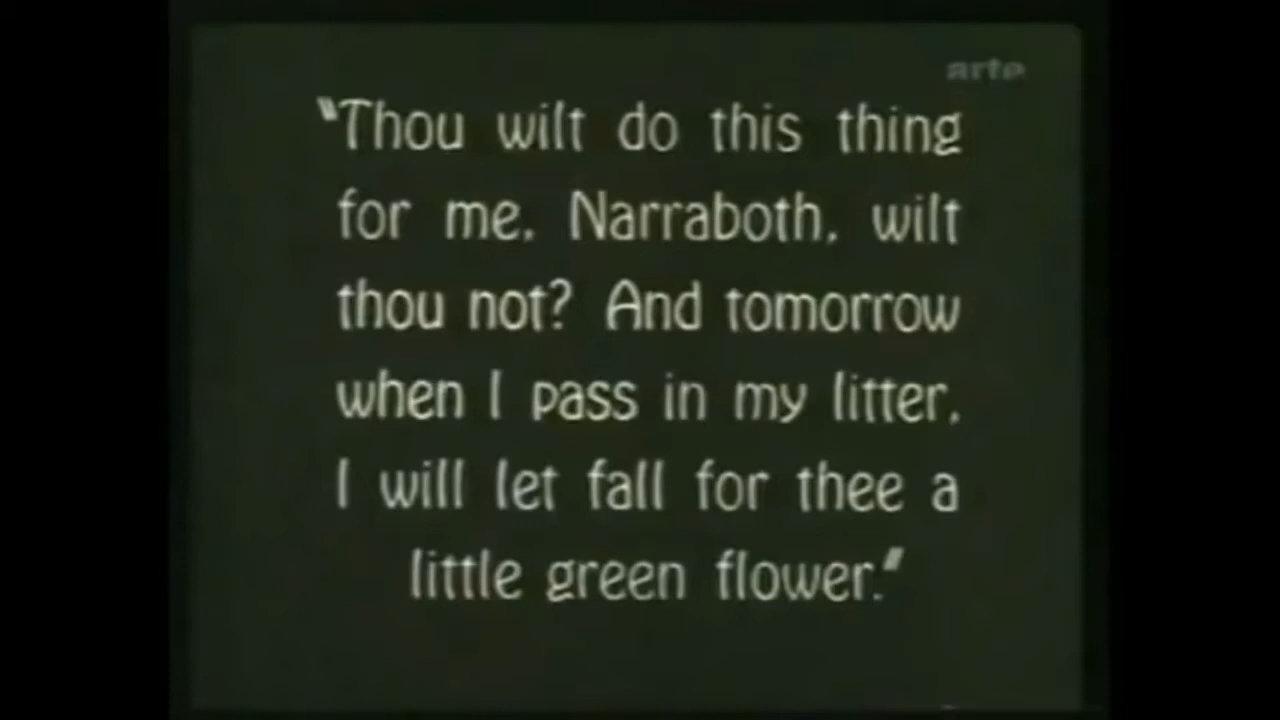 arte
"Thou wilt do this thing
for me, Narraboth, wilt
thou not? And tomorrow
when I pass in my litter,
I will let fall for thee a
little green flower."